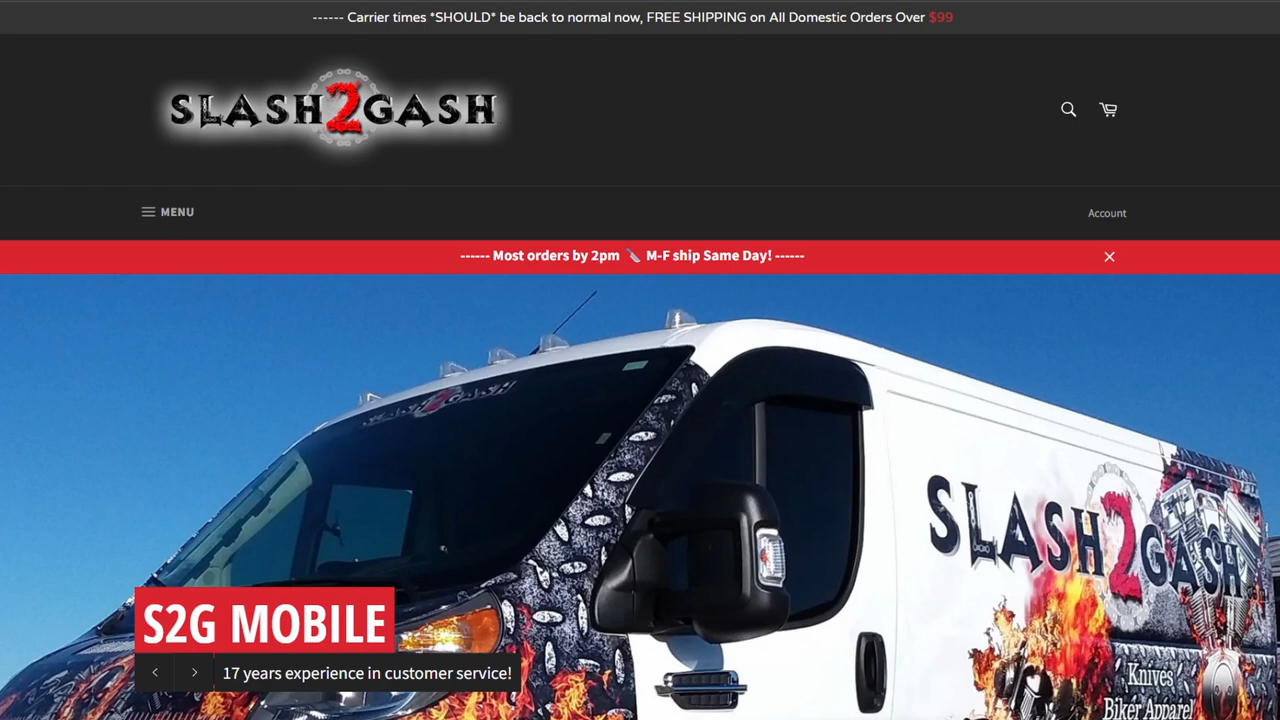 ------ Carrier times *SHOULD* be back to normal now, FREE SHIPPING on All Domestic Orders Over $99
SLASH2GASH
MENU
Account
------ Most orders by 2pm 🔪 M-F ship Same Day! ------
SLASH2GASH
SLASH2GASH
S2G MOBILE
17 years experience in customer service!
Knives
Biker Apparel